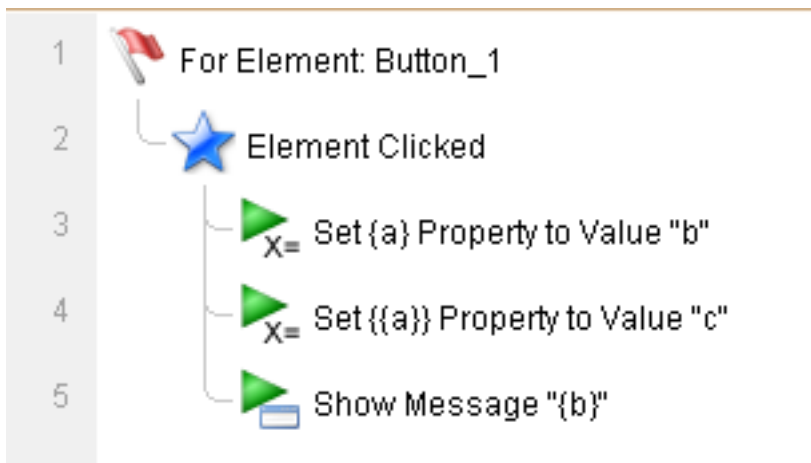 1 For Element: Button_1
2 Element Clicked
3 X= Set {a} Property to Value "b"
4 X= Set {{a}} Property to Value "c"
5 Show Message "{b}"